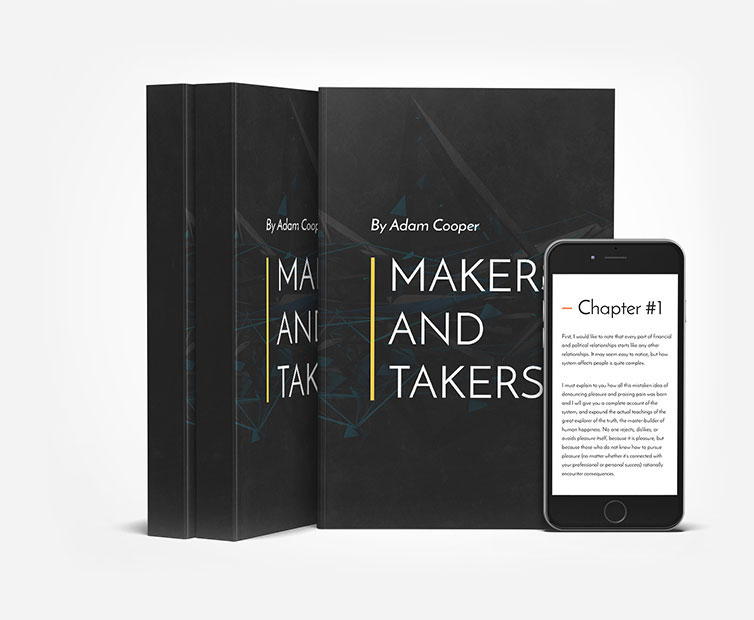 By Adam Coop
MA
AND
TAK
By Adam Cooper
MAKERS
AND
TAKERS
— Chapter #1
First, I would like to note that every part of financial
and political relationships starts like any other
relationships. It may seem easy to notice, but how
system affects people is quite complex.
I must explain to you how all this mistaken idea of
denouncing pleasure and praising pain was born
and I will give you a complete account of the
system, and expound the actual teachings of the
great explorer of the truth, the master-builder of
human happiness. No one rejects, dislikes, or
avoids pleasure itself, because it is pleasure, but
because those who do not know how to pursue
pleasure (no matter whether it's connected with
your professional or personal success) rationally
encounter consequences.